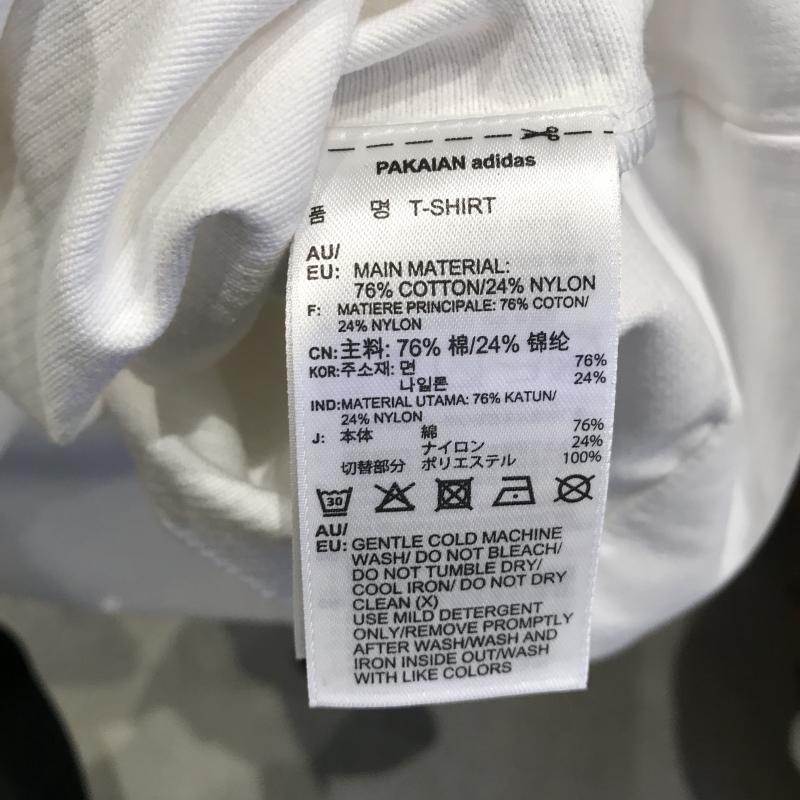 PAKAIAN adidas
품 명 T-SHIRT
AU/
EU: MAIN MATERIAL:
76% COTTON/24% NYLON
F: MATIERE PRINCIPALE: 76% COTON/
24% NYLON
CN:主料: 76% 棉/24% 锦纶
KOR:주소재: 면 76%
나일론 24%
IND:MATERIAL UTAMA: 76% KATUN/
24% NYLON
J: 本体 綿 76%
ナイロン 24%
切替部分 ポリエステル 100%
30
AU/
EU: GENTLE COLD MACHINE
WASH/ DO NOT BLEACH/
DO NOT TUMBLE DRY/
COOL IRON/ DO NOT DRY
CLEAN (X)
USE MILD DETERGENT
ONLY/REMOVE PROMPTLY
AFTER WASH/WASH AND
IRON INSIDE OUT/WASH
WITH LIKE COLORS